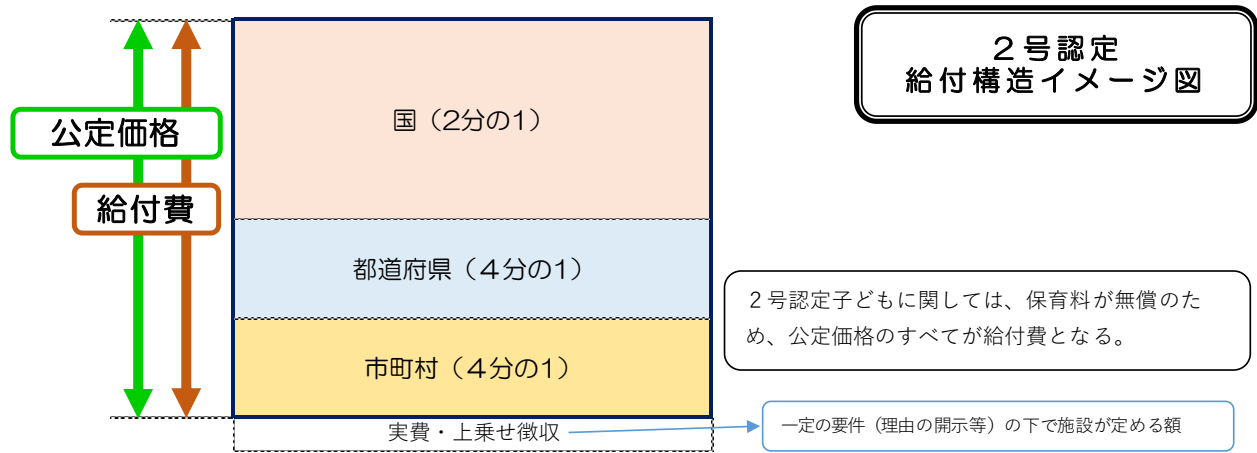 ２号認定
給付構造イメージ図
公定価格
給付費
国（2分の1）
都道府県（４分の1）
市町村（４分の1）
実費・上乗せ徴収
２号認定子どもに関しては、保育料が無償のた
め、公定価格のすべてが給付費となる。
一定の要件（理由の開示等）の下で施設が定める額